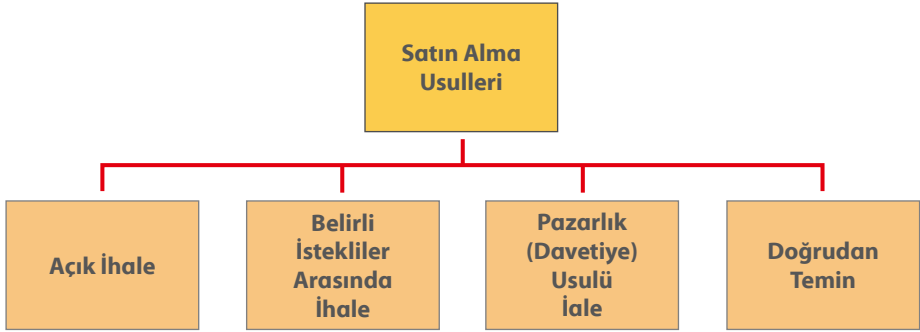 Satın Alma
Usulleri
Açık İhale
Belirli
İstekliler
Arasında
İhale
Pazarlık
(Davetiye)
Usulü
İale
Doğrudan
Temin